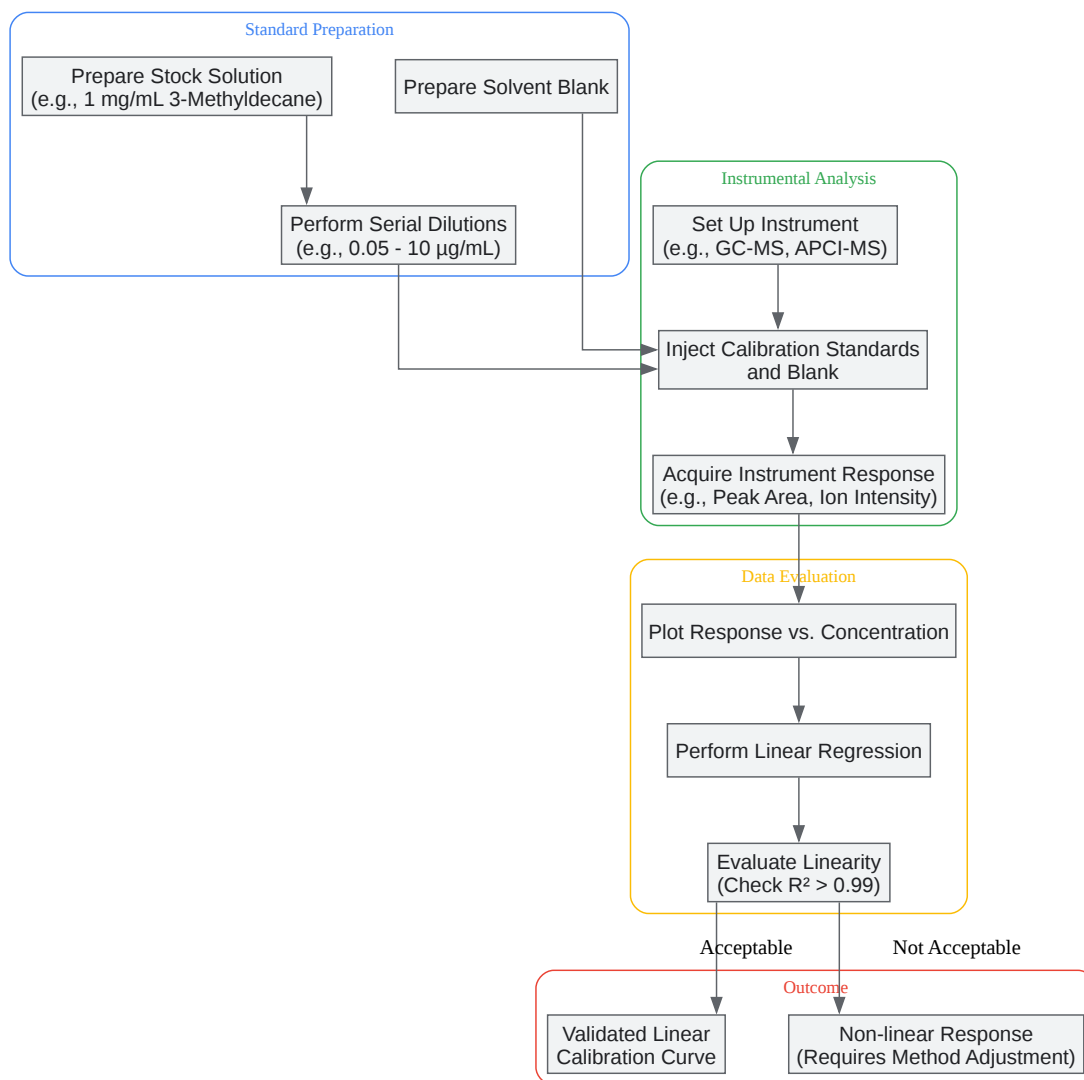 Standard Preparation
Prepare Stock Solution
(e.g., 1 mg/mL 3-Methyldecane)
Prepare Solvent Blank
Perform Serial Dilutions
(e.g., 0.05 - 10 µg/mL)
Instrumental Analysis
Set Up Instrument
(e.g., GC-MS, APCI-MS)
Inject Calibration Standards
and Blank
Acquire Instrument Response
(e.g., Peak Area, Ion Intensity)
Data Evaluation
Plot Response vs. Concentration
Perform Linear Regression
Evaluate Linearity
(Check R² > 0.99)
Acceptable
Not Acceptable
Outcome
Validated Linear
Calibration Curve
Non-linear Response
(Requires Method Adjustment)